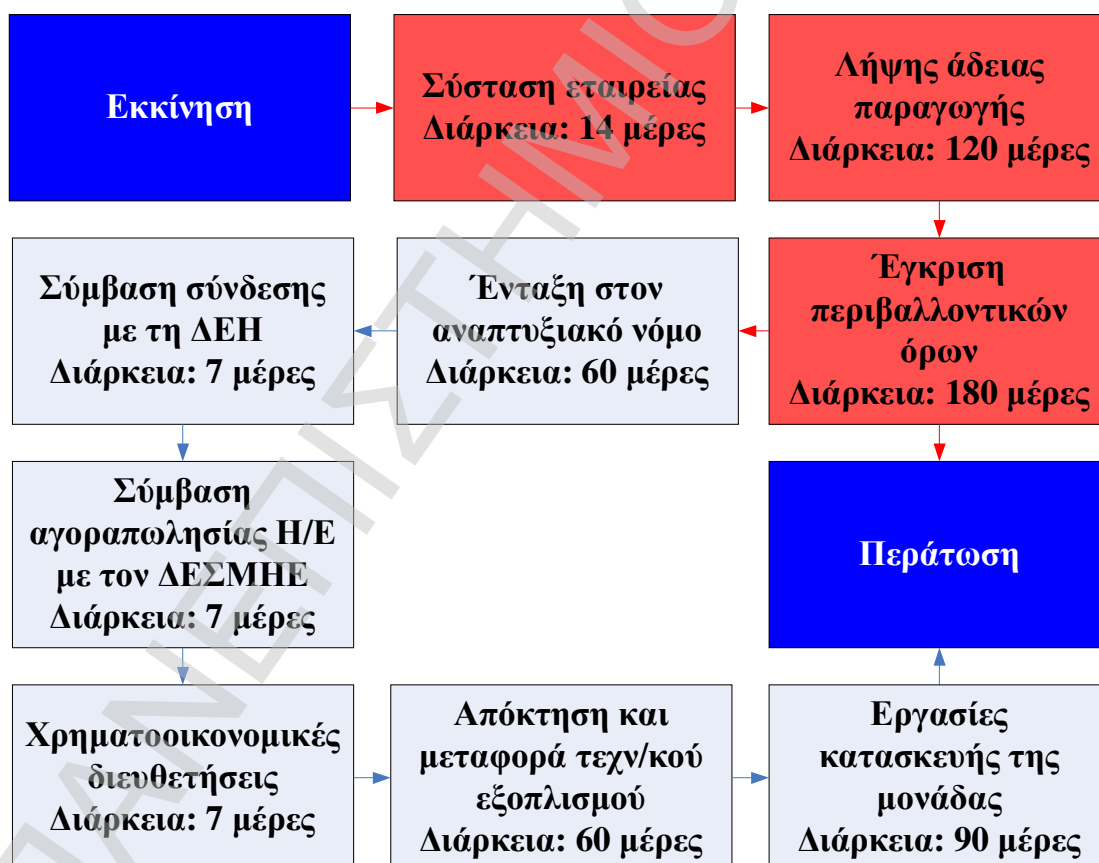 Εκκίνηση
Σύσταση εταιρείας
Διάρκεια: 14 μέρες
Λήψης άδειας
παραγωγής
Διάρκεια: 120 μέρες
Σύμβαση σύνδεσης
με τη ΔΕΗ
Διάρκεια: 7 μέρες
Ένταξη στον
αναπτυξιακό νόμο
Διάρκεια: 60 μέρες
Έγκριση
περιβαλλοντικών
όρων
Διάρκεια: 180 μέρες
Σύμβαση
αγοραπωλησίας Η/Ε
με τον ΔΕΣΜΗΕ
Διάρκεια: 7 μέρες
Περάτωση
Χρηματοοικονομικές
διευθετήσεις
Διάρκεια: 7 μέρες
Απόκτηση και
μεταφορά τεχν/κού
εξοπλισμού
Διάρκεια: 60 μέρες
Εργασίες
κατασκευής της
μονάδας
Διάρκεια: 90 μέρες
ΠΑΝΕΠΙΣΤΗΜΙΟ